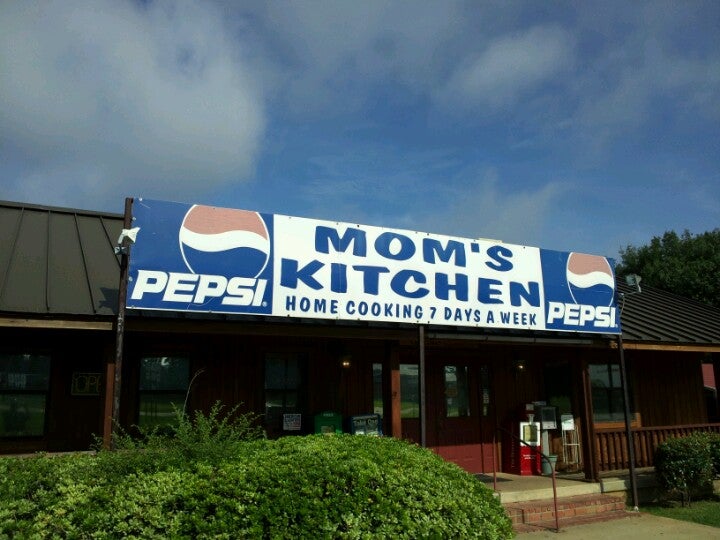 PEPSI
MOM'S
KITCHEN
HOME COOKING 7 DAYS A WEEK
PEPSI